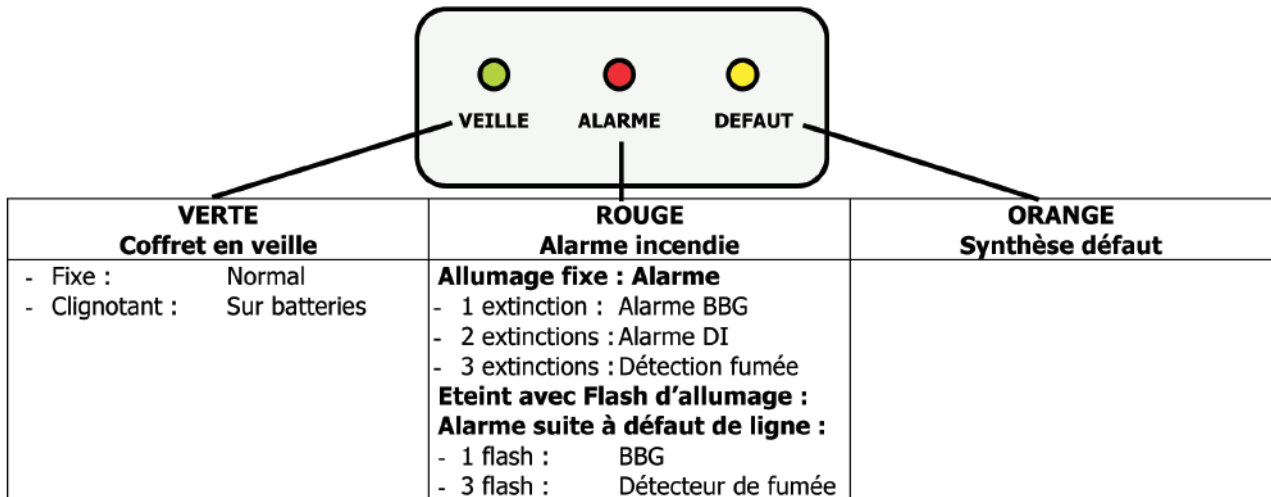 VEILLE ALARME DEFAUT
VERTE
Coffret en veille
- Fixe : Normal
- Clignotant : Sur batteries
ROUGE
Alarme incendie
Allumage fixe : Alarme
- 1 extinction : Alarme BBG
- 2 extinctions : Alarme DI
- 3 extinctions : Détection fumée
Eteint avec Flash d'allumage :
Alarme suite à défaut de ligne :
- 1 flash : BBG
- 3 flash : Détecteur de fumée
ORANGE
Synthèse défaut